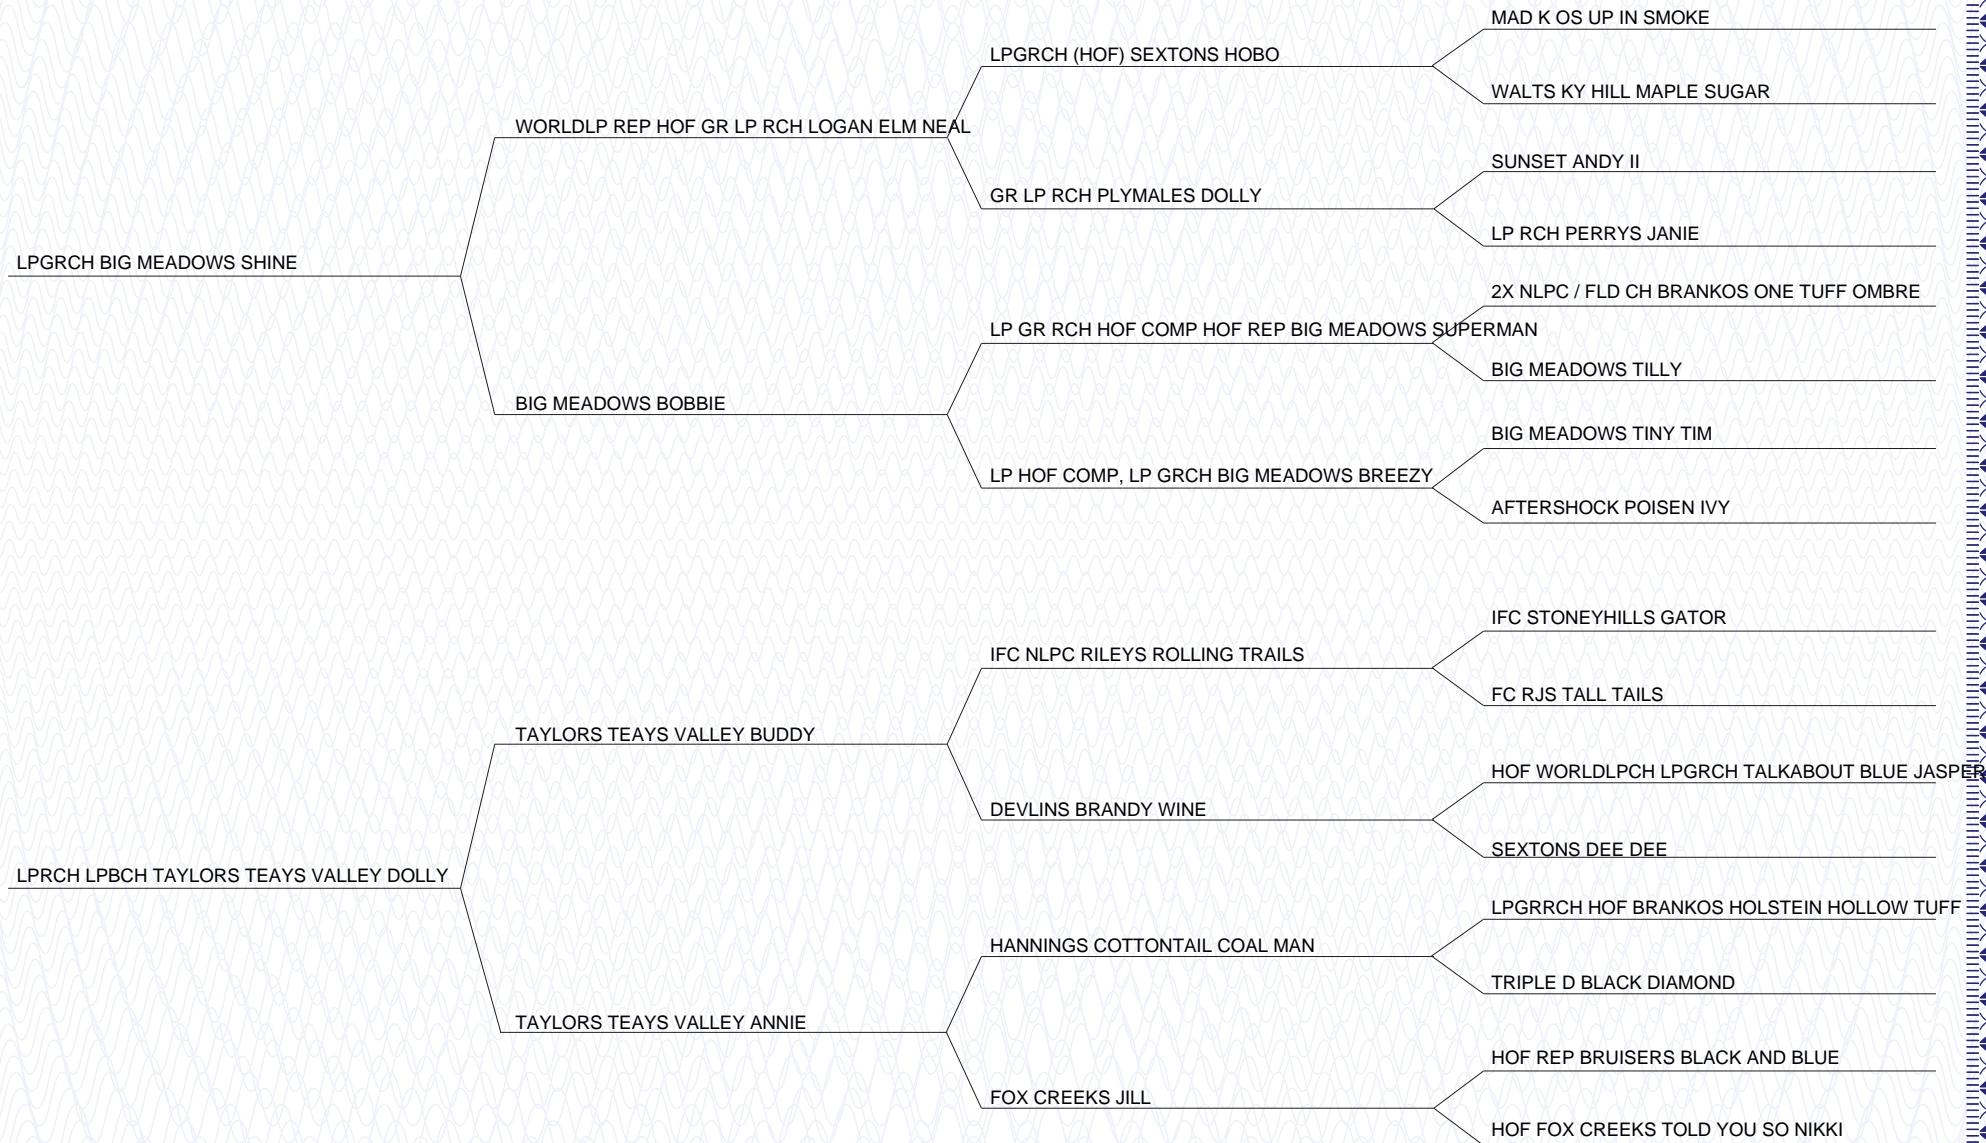 MAD K OS UP IN SMOKE
LPGRCH (HOF) SEXTONS HOBO
WALTS KY HILL MAPLE SUGAR
WORLDLP REP HOF GR LP RCH LOGAN ELM NEAL
SUNSET ANDY II
GR LP RCH PLYMALES DOLLY
LP RCH PERRYS JANIE
LPGRCH BIG MEADOWS SHINE
2X NLPC / FLD CH BRANKOS ONE TUFF OMBRE
LP GR RCH HOF COMP HOF REP BIG MEADOWS SUPERMAN
BIG MEADOWS TILLY
BIG MEADOWS BOBBIE
BIG MEADOWS TINY TIM
LP HOF COMP, LP GRCH BIG MEADOWS BREEZY
AFTERSHOCK POISEN IVY
IFC STONEYHILLS GATOR
IFC NLPC RILEYS ROLLING TRAILS
FC RJS TALL TAILS
TAYLORS TEAYS VALLEY BUDDY
HOF WORLDLPCH LPGRCH TALKABOUT BLUE JASPER
DEVLINS BRANDY WINE
SEXTONS DEE DEE
LPRCH LPBCH TAYLORS TEAYS VALLEY DOLLY
LPGRRCH HOF BRANKOS HOLSTEIN HOLLOW TUFF
HANNINGS COTTONTAIL COAL MAN
TRIPLE D BLACK DIAMOND
TAYLORS TEAYS VALLEY ANNIE
HOF REP BRUISERS BLACK AND BLUE
FOX CREEKS JILL
HOF FOX CREEKS TOLD YOU SO NIKKI